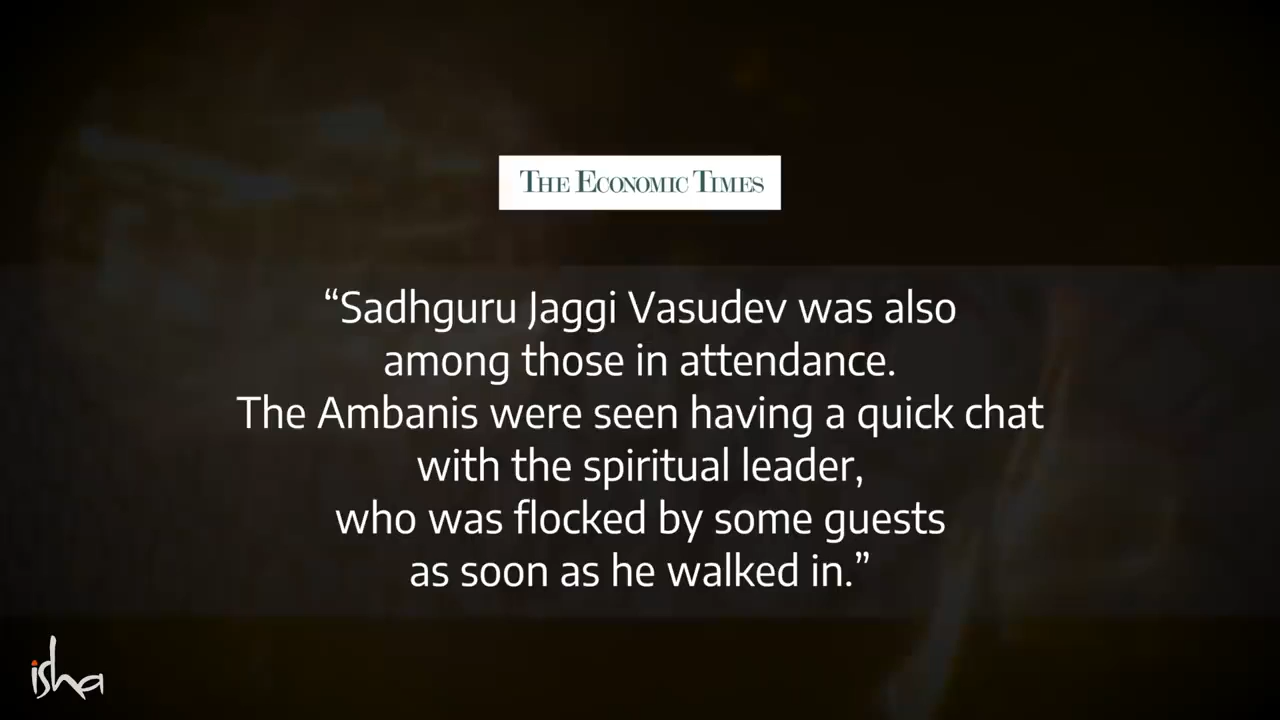 THE ECONOMIC TIMES
“Sadhguru Jaggi Vasudev was also
among those in attendance.
The Ambanis were seen having a quick chat
with the spiritual leader,
who was flocked by some guests
as soon as he walked in.”
isha